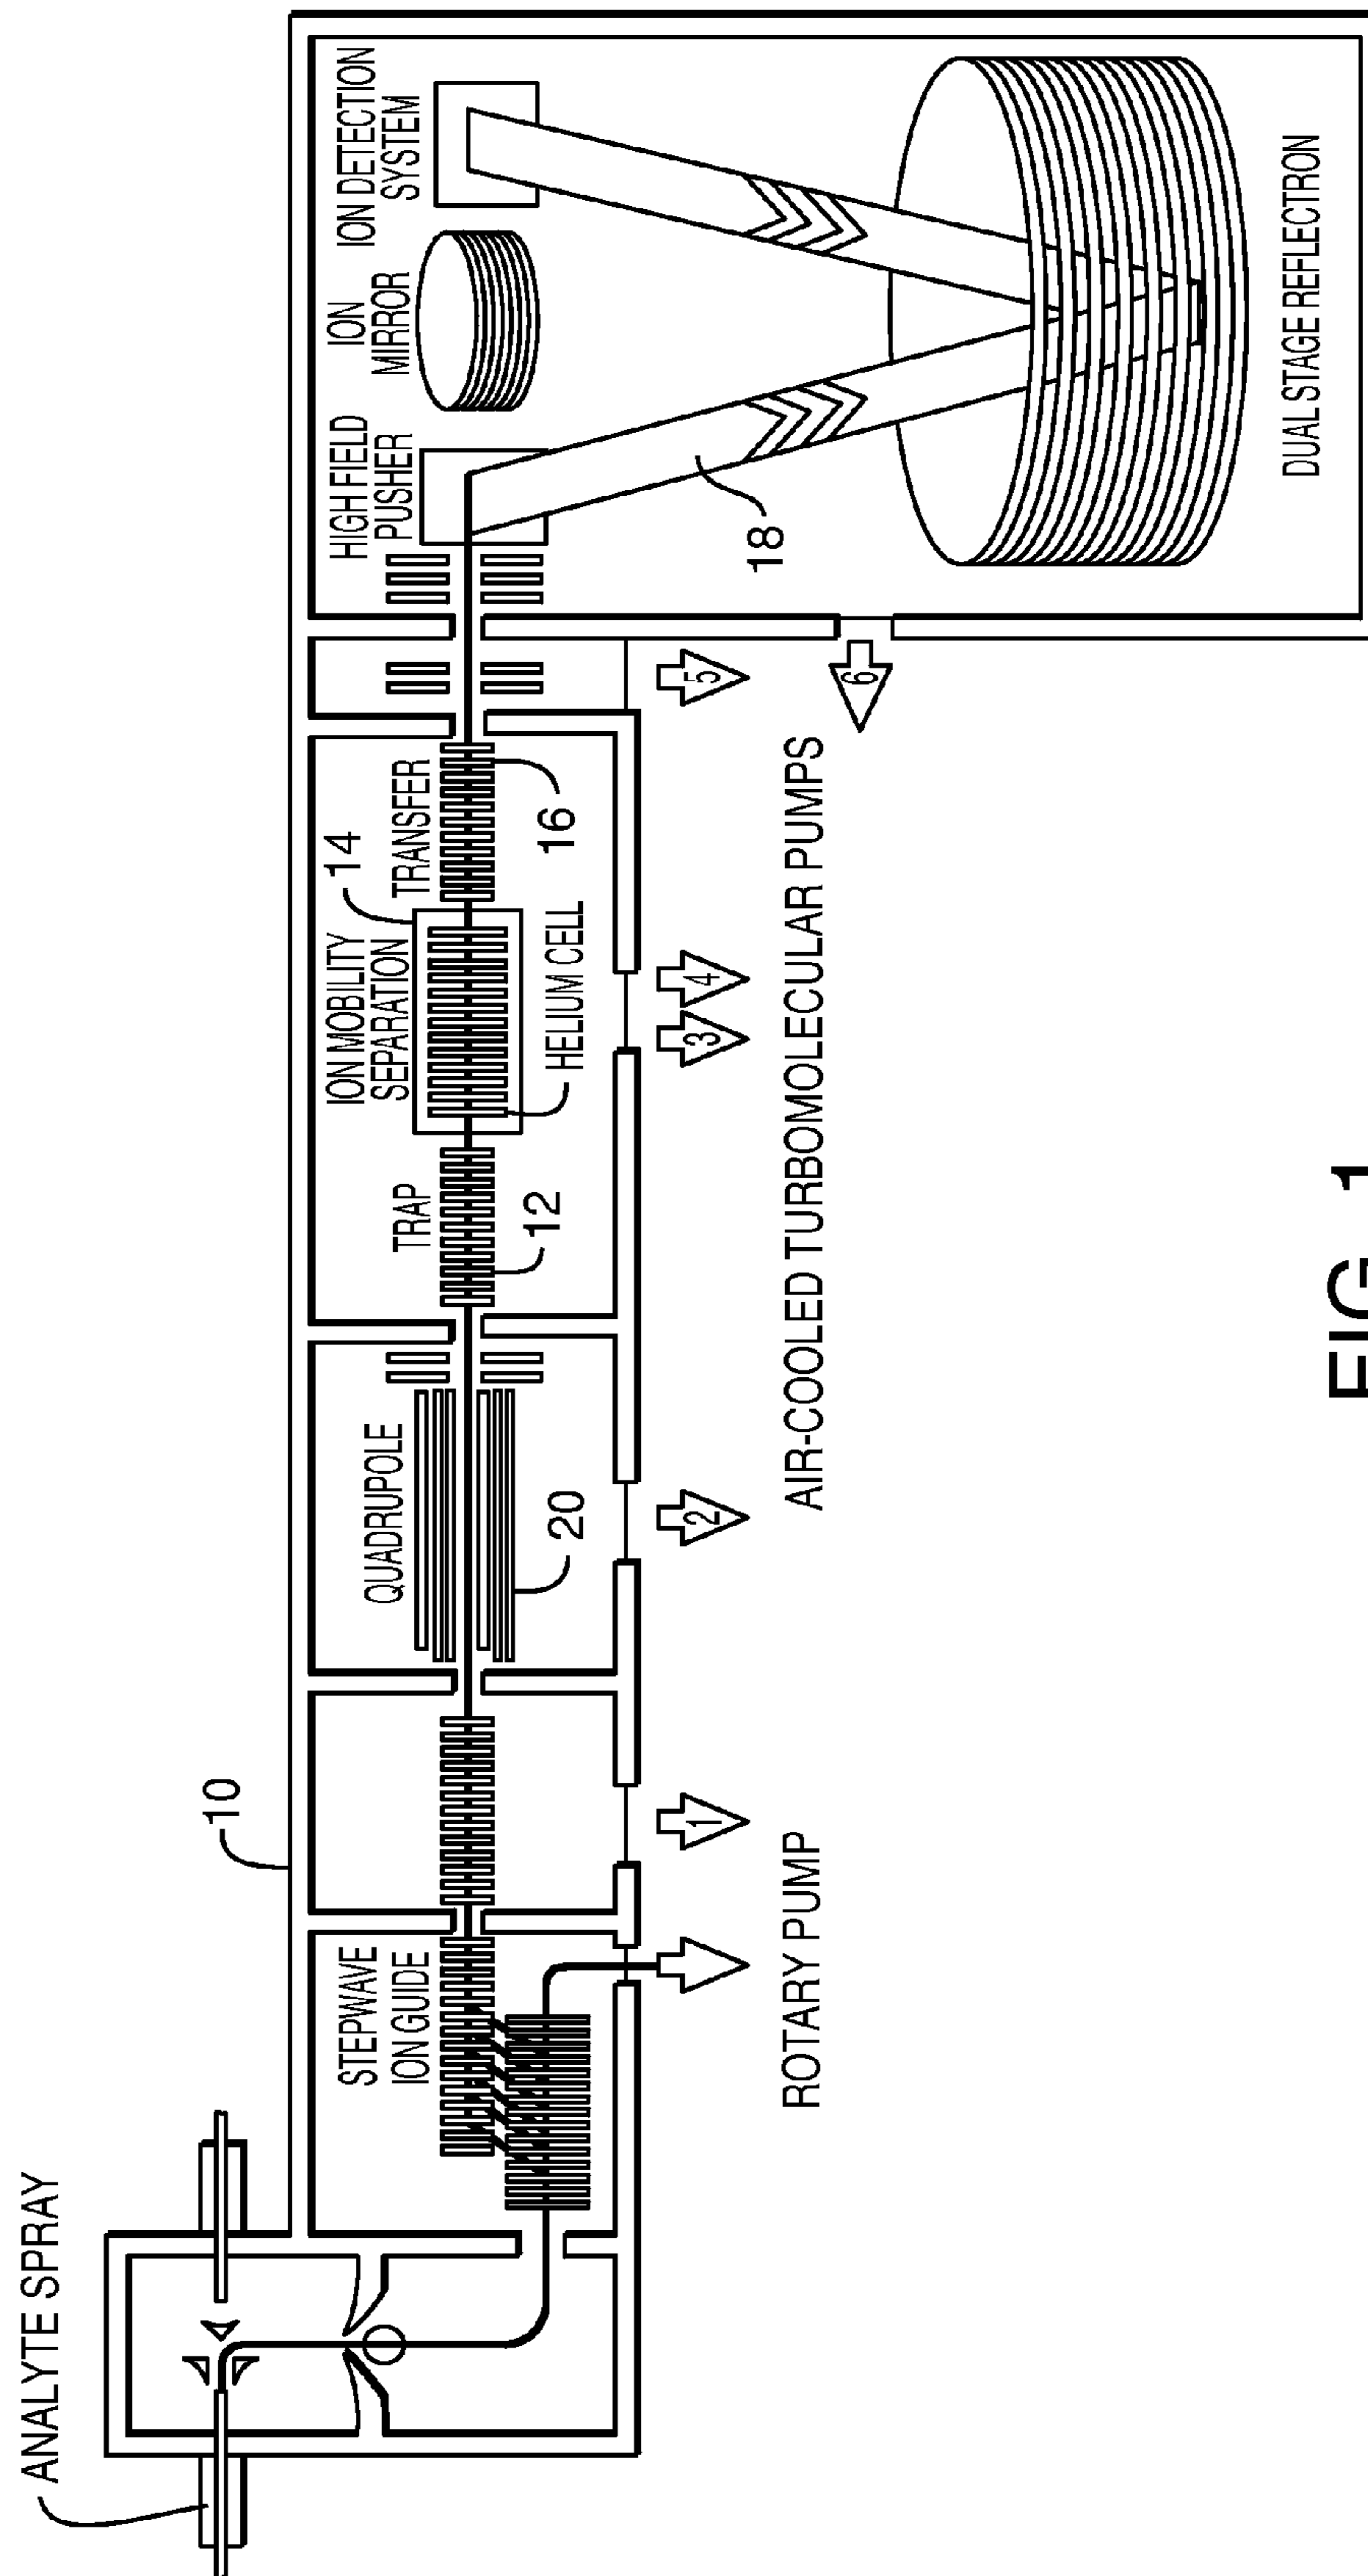 ANALYTE SPRAY
10
STEPWAVE
ION GUIDE
QUADRUPOLE
20
TRAP
12
ION MOBILITY
SEPARATION
14
HELIUM CELL
TRANSFER
16
HIGH FIELD
PUSHER
ION
MIRROR
ION DETECTION
SYSTEM
18
DUAL STAGE REFLECTRON
ROTARY PUMP
1
2
3
4
5
6
AIR-COOLED TURBOMOLECULAR PUMPS
FIG. 1